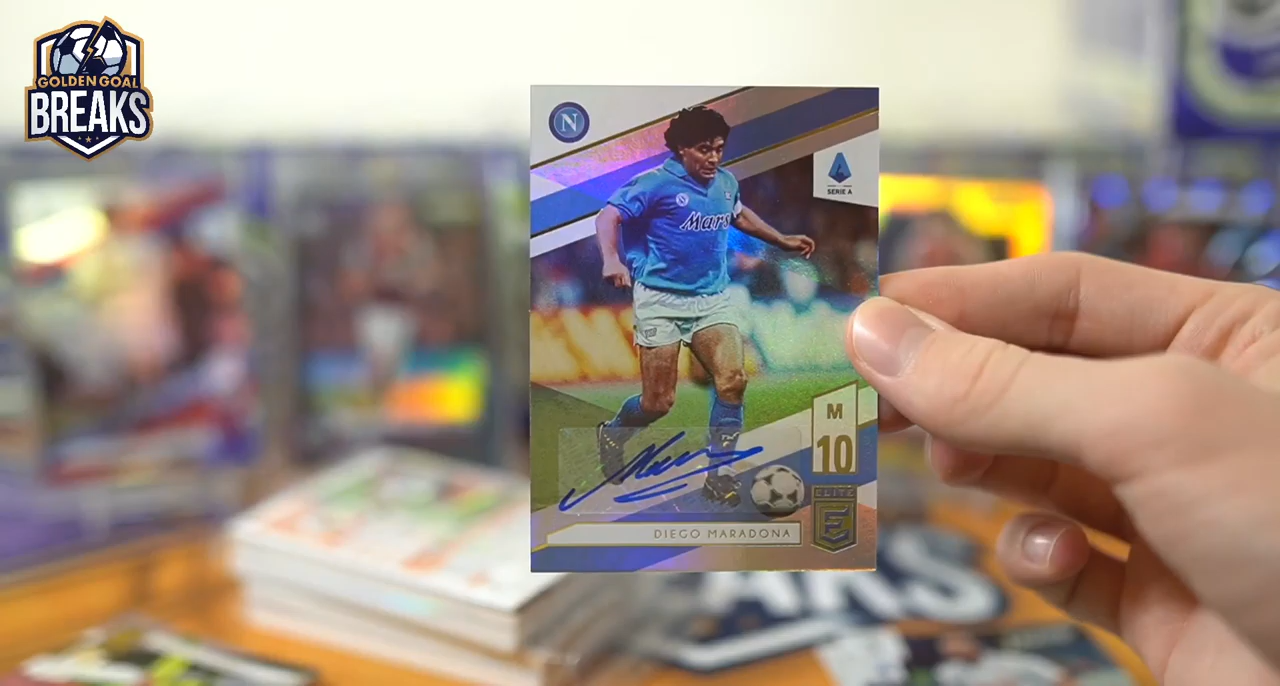 GOLDEN GOAL
BREAKS
N
SERIE A
Mars
M
10
ELITE
E
DIEGO MARADONA